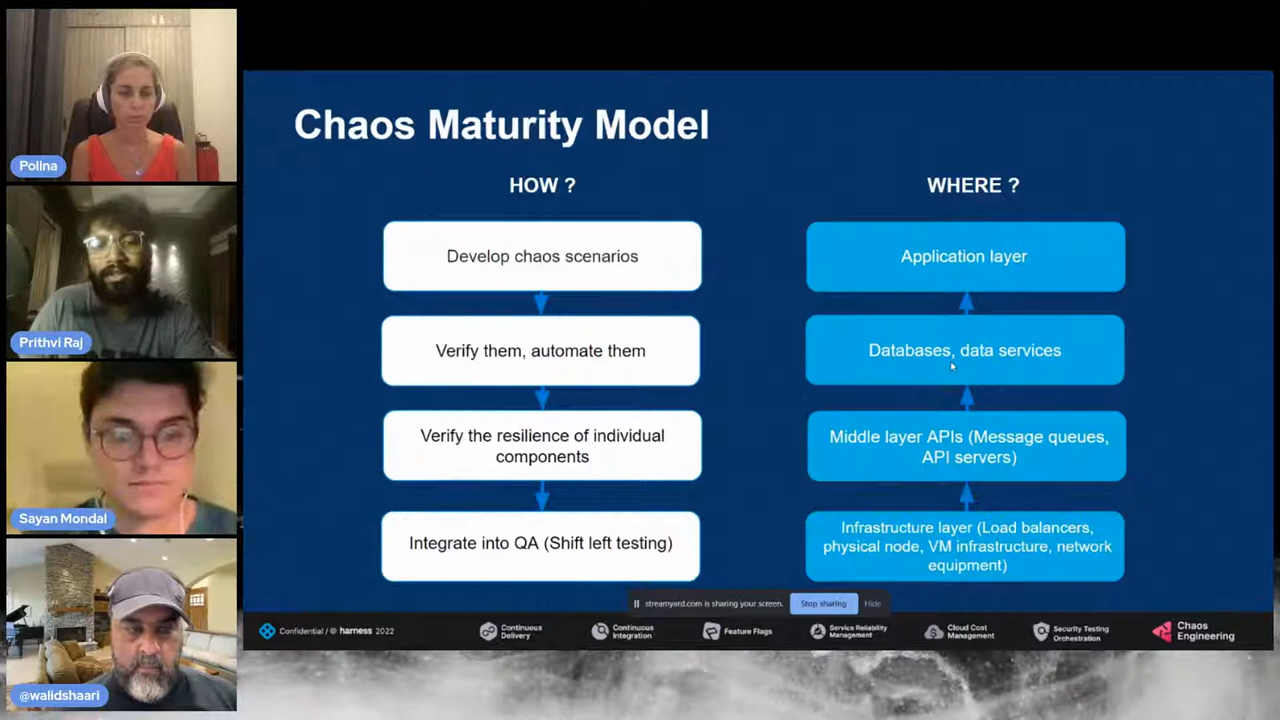 Polina
Prithvi Raj
Sayan Mondal
@walidshaari
Chaos Maturity Model
HOW ?
Develop chaos scenarios
Verify them, automate them
Verify the resilience of individual
components
Integrate into QA (Shift left testing)
WHERE ?
Application layer
Databases, data services
Middle layer APIs (Message queues,
API servers)
Infrastructure layer (Load balancers,
physical node, VM infrastructure, network
equipment)
streamyard.com is sharing your screen.
Stop sharing
Hide
Confidential / © harness 2022
Continuous
Delivery
Continuous
Integration
Feature Flags
Service Reliability
Management
Cloud Cost
Management
Security Testing
Orchestration
Chaos
Engineering